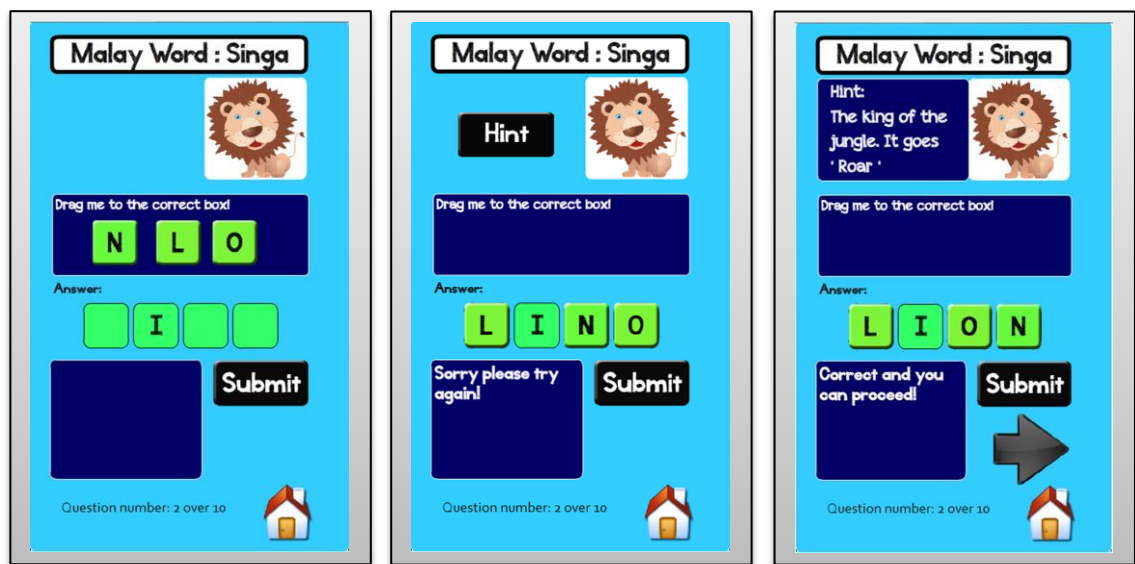 Malay Word : Singa
Drag me to the correct box!
N L O
Answer:
I
Submit
Question number: 2 over 10
Malay Word : Singa
Hint
Drag me to the correct box!
Answer:
L I N O
Sorry please try
again!
Submit
Question number: 2 over 10
Malay Word : Singa
Hint:
The king of the
jungle. It goes
' Roar '
Drag me to the correct box!
Answer:
L I O N
Correct and you
can proceed!
Submit
Question number: 2 over 10